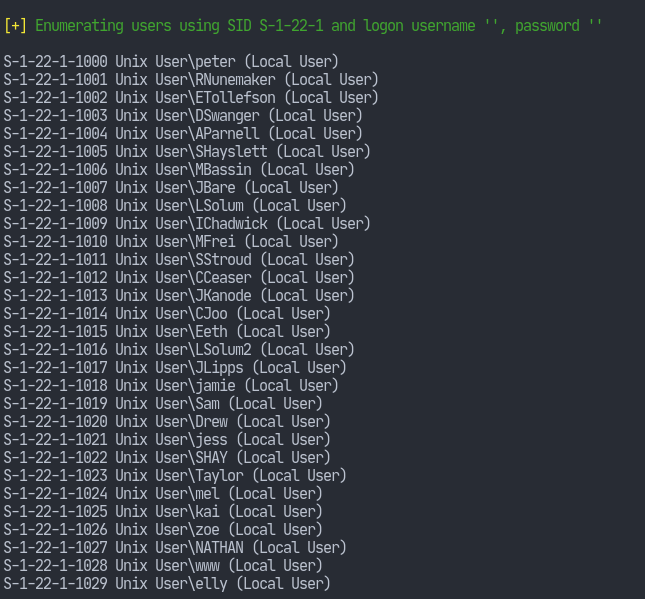 [+] Enumerating users using SID S-1-22-1 and logon username '', password ''
S-1-22-1-1000 Unix User\peter (Local User)
S-1-22-1-1001 Unix User\RNunemaker (Local User)
S-1-22-1-1002 Unix User\ETollefson (Local User)
S-1-22-1-1003 Unix User\DSwanger (Local User)
S-1-22-1-1004 Unix User\AParnell (Local User)
S-1-22-1-1005 Unix User\SHayslett (Local User)
S-1-22-1-1006 Unix User\MBassin (Local User)
S-1-22-1-1007 Unix User\JBare (Local User)
S-1-22-1-1008 Unix User\LSolum (Local User)
S-1-22-1-1009 Unix User\IChadwick (Local User)
S-1-22-1-1010 Unix User\MFrei (Local User)
S-1-22-1-1011 Unix User\SStroud (Local User)
S-1-22-1-1012 Unix User\CCeaser (Local User)
S-1-22-1-1013 Unix User\JKanode (Local User)
S-1-22-1-1014 Unix User\CJoo (Local User)
S-1-22-1-1015 Unix User\Eeth (Local User)
S-1-22-1-1016 Unix User\LSolum2 (Local User)
S-1-22-1-1017 Unix User\JLipps (Local User)
S-1-22-1-1018 Unix User\jamie (Local User)
S-1-22-1-1019 Unix User\Sam (Local User)
S-1-22-1-1020 Unix User\Drew (Local User)
S-1-22-1-1021 Unix User\jess (Local User)
S-1-22-1-1022 Unix User\SHAY (Local User)
S-1-22-1-1023 Unix User\Taylor (Local User)
S-1-22-1-1024 Unix User\mel (Local User)
S-1-22-1-1025 Unix User\kai (Local User)
S-1-22-1-1026 Unix User\zoe (Local User)
S-1-22-1-1027 Unix User\NATHAN (Local User)
S-1-22-1-1028 Unix User\www (Local User)
S-1-22-1-1029 Unix User\elly (Local User)